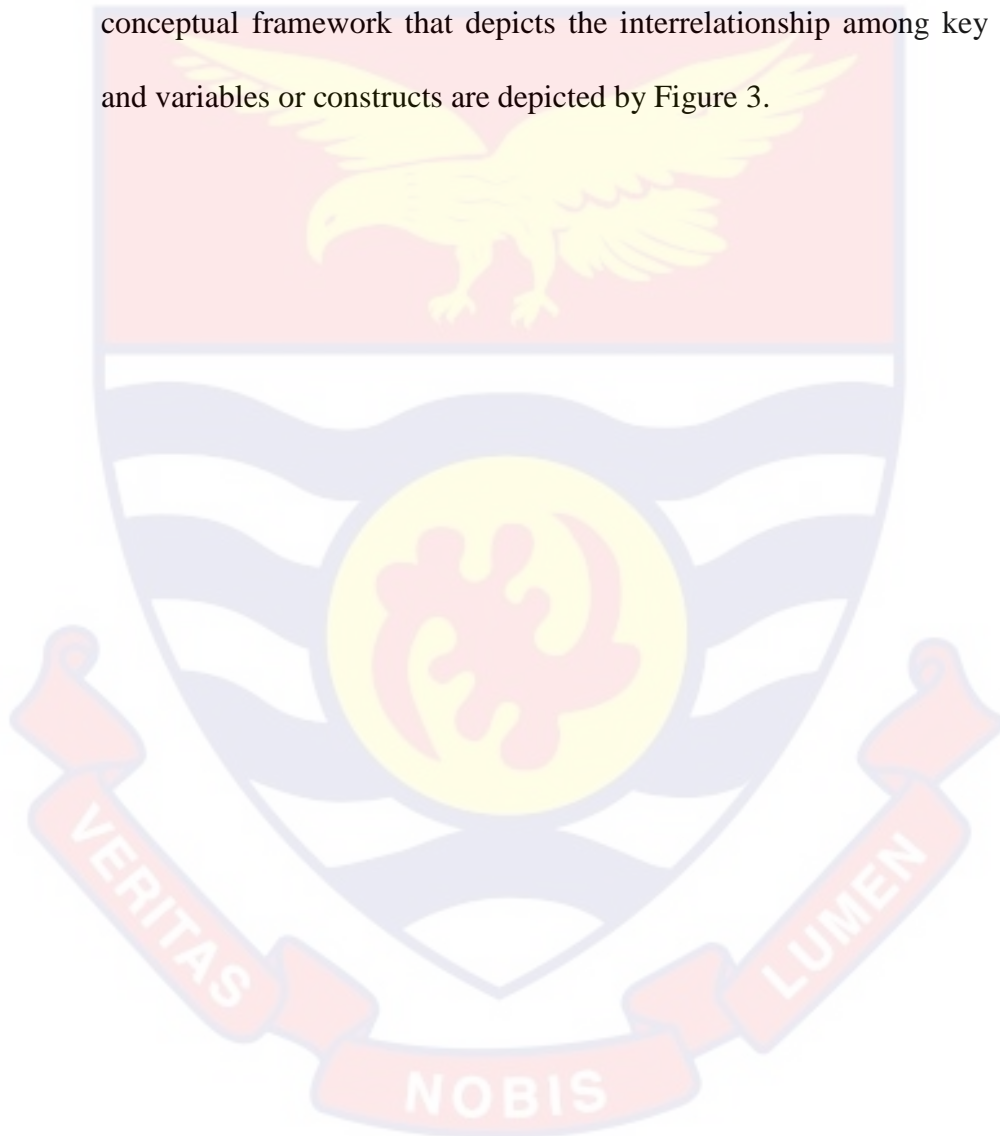 conceptual framework that depicts the interrelationship among key
and variables or constructs are depicted by Figure 3.
VERITAS
NOBIS
LUMEN